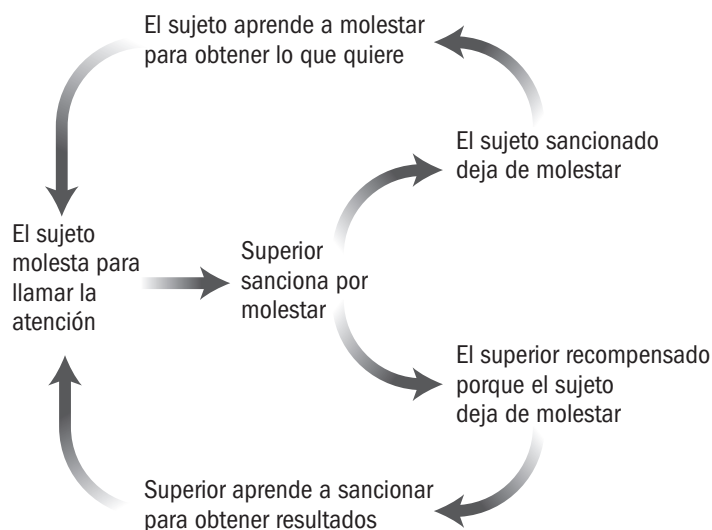 El sujeto aprende a molestar
para obtener lo que quiere
El sujeto sancionado
deja de molestar
El sujeto
molesta para
llamar la
atención
Superior
sanciona por
molestar
El superior recompensado
porque el sujeto
deja de molestar
Superior aprende a sancionar
para obtener resultados